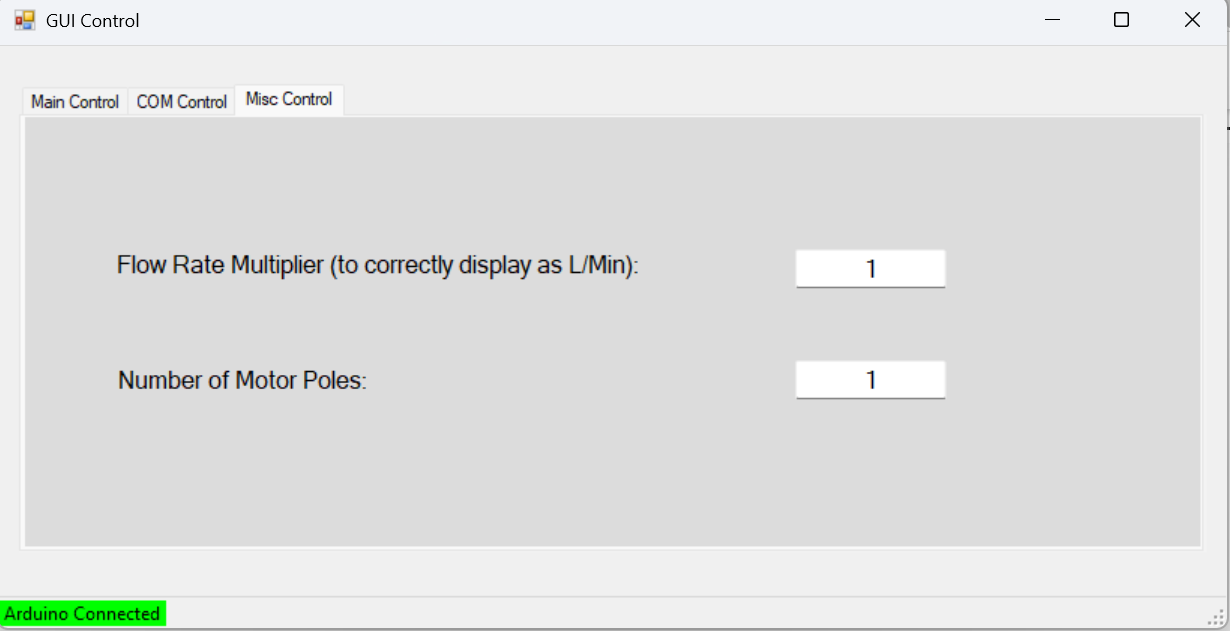 GUI Control
Main Control COM Control Misc Control
Flow Rate Multiplier (to correctly display as L/Min): 1
Number of Motor Poles: 1
Arduino Connected